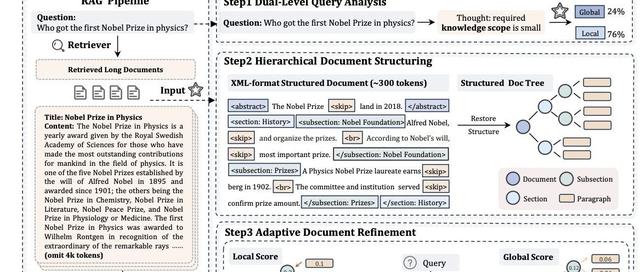 RAG Pipeline
Question:
Who got the first Nobel Prize in physics?
Retriever
Retrieved Long Documents
Input
Title: Nobel Prize in Physics
Content: The Nobel Prize in Physics is a
yearly award given by the Royal Swedish
Academy of Sciences for those who have
made the most outstanding contributions
for mankind in the field of physics. It is
one of the five Nobel Prizes established by
the will of Alfred Nobel in 1895 and
awarded since 1901; the others being the
Nobel Prize in Chemistry, Nobel Prize in
Literature, Nobel Peace Prize, and Nobel
Prize in Physiology or Medicine. The first
Nobel Prize in Physics was awarded to
Wilhelm Rontgen in recognition of the
extraordinary of the remarkable rays ......
(omit 4k tokens)
Step1 Dual-Level Query Analysis
Question: Who got the first Nobel Prize in physics?
Thought: required
knowledge scope is small
Global 24%
Local 76%
Step2 Hierarchical Document Structuring
XML-format Structured Document (~300 tokens)
<abstract> The Nobel Prize <skip> land in 2018. </abstract>
<section: History> <subsection: Nobel Foundation> Alfred Nobel,
<skip> and organize the prizes. <br> According to Nobel's will,
<skip> most important prize. </subsection: Nobel Foundation>
<subsection: Prizes> A Physics Nobel Prize laureate earns <skip>
berg in 1902. <br> The committee and institution served <skip>
confirm prize amount. </subsection: Prizes> </section: History>
Restore
Structure
Structured Doc Tree
Document
Subsection
Section
Paragraph
Step3 Adaptive Document Refinement
Local Score
0.1
Query
Global Score
0.06